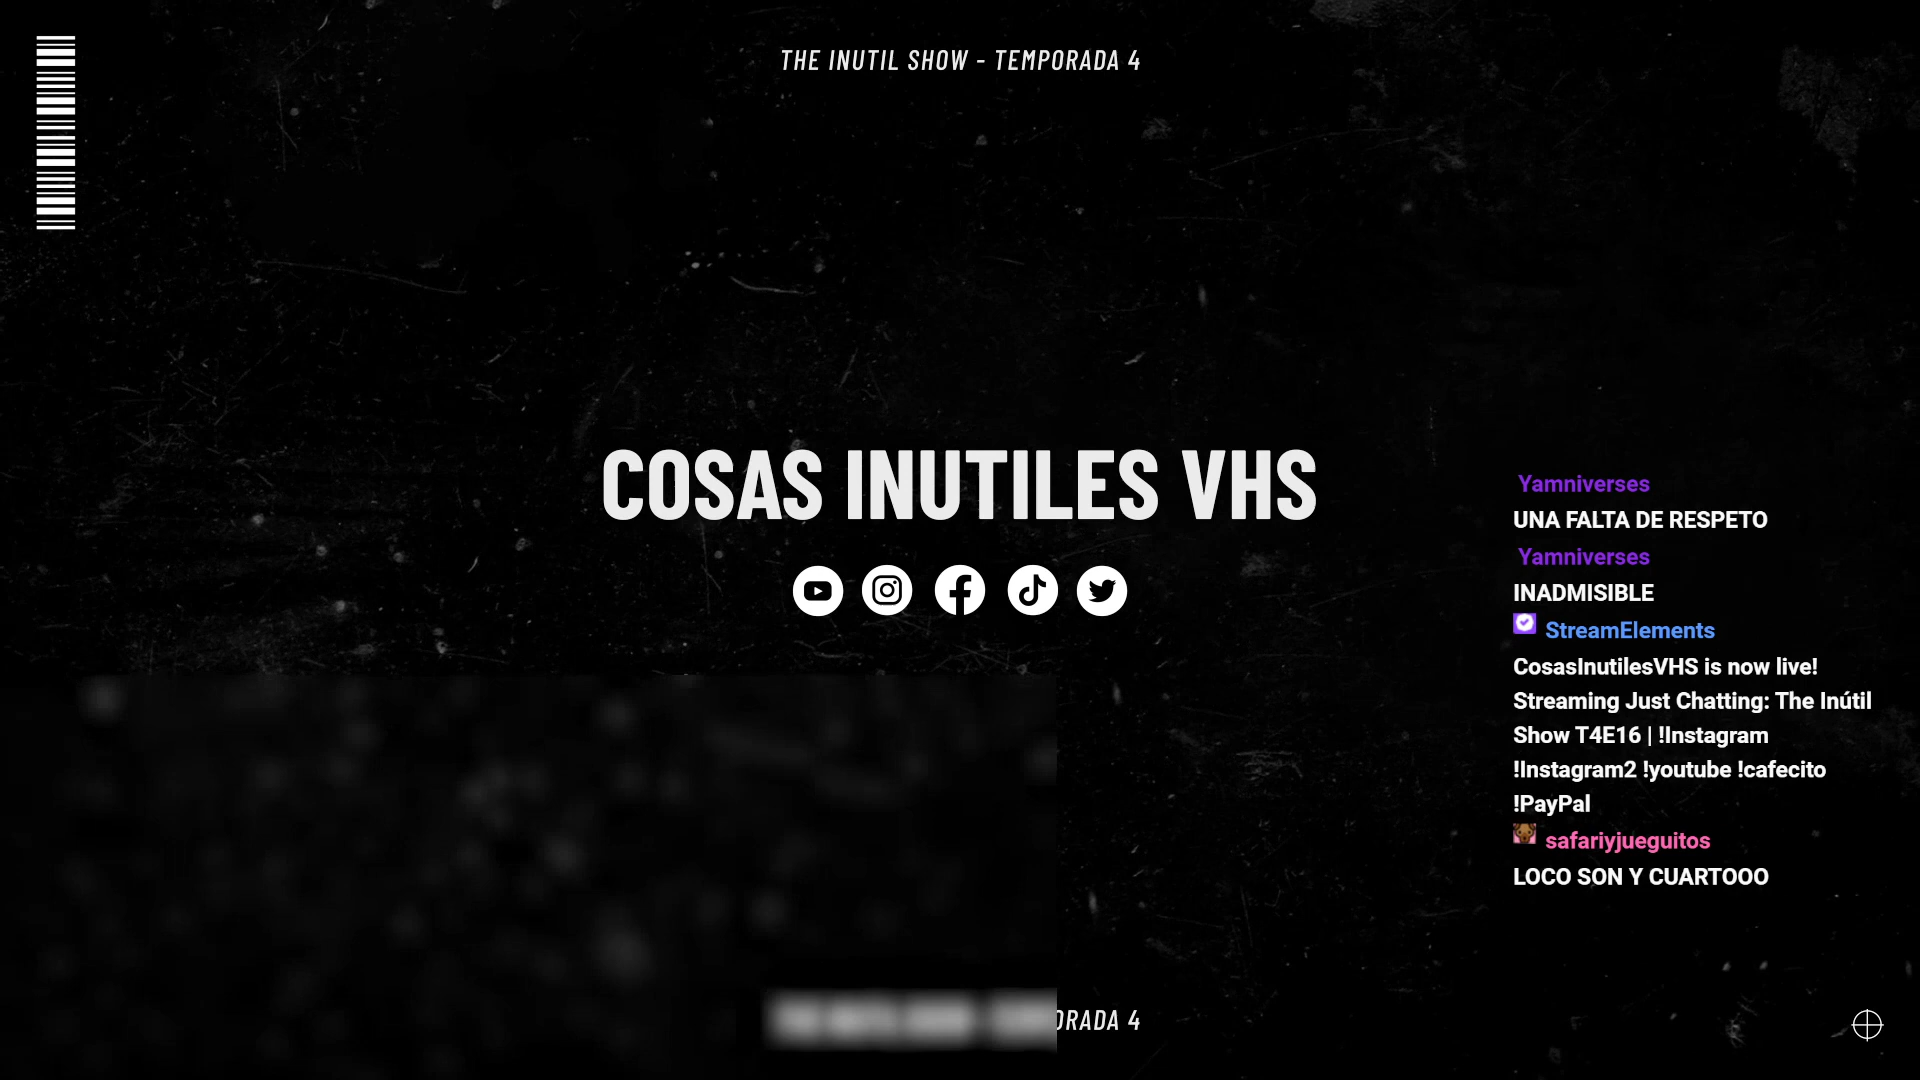 THE INUTIL SHOW - TEMPORADA 4
COSAS INUTILES VHS
Yamniverses
UNA FALTA DE RESPETO
Yamniverses
INADMISIBLE
StreamElements
CosasInutilesVHS is now live!
Streaming Just Chatting: The Inútil
Show T4E16 | !Instagram
!Instagram2 !youtube !cafecito
!PayPal
safariyjueguitos
LOCO SON Y CUARTOOO
ORADA 4